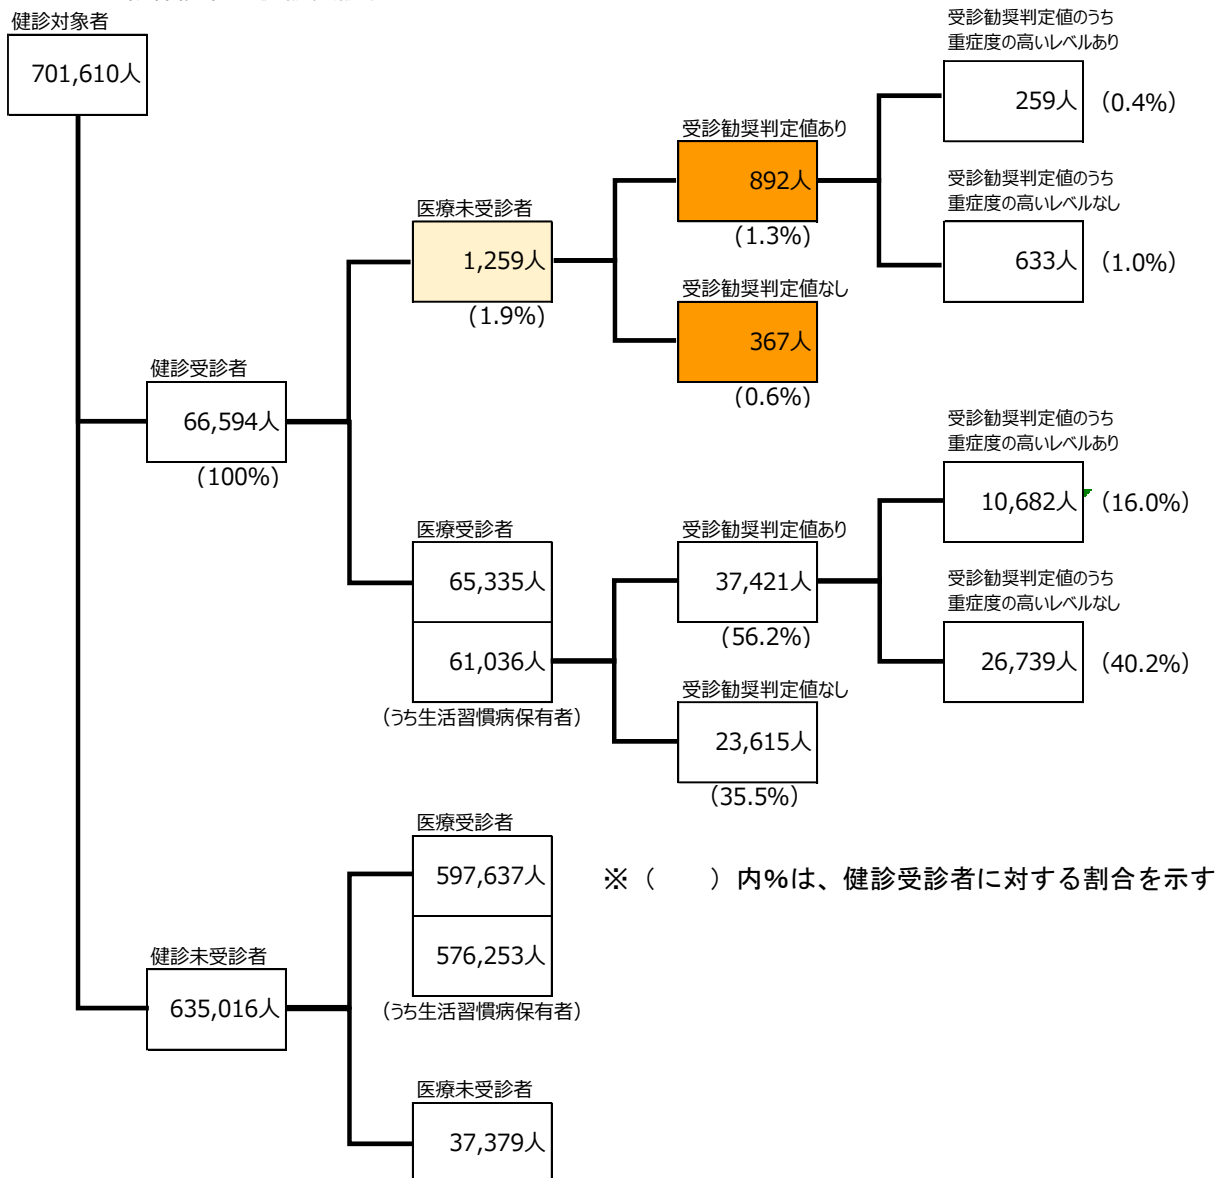 健診対象者
701,610人
健診受診者
66,594人
(100%)
医療未受診者
1,259人
(1.9%)
受診勧奨判定値あり
892人
(1.3%)
受診勧奨判定値のうち
重症度の高いレベルあり
259人 (0.4%)
受診勧奨判定値のうち
重症度の高いレベルなし
633人 (1.0%)
受診勧奨判定値なし
367人
(0.6%)
医療受診者
65,335人
61,036人
(うち生活習慣病保有者)
受診勧奨判定値あり
37,421人
(56.2%)
受診勧奨判定値のうち
重症度の高いレベルあり
10,682人 (16.0%)
受診勧奨判定値のうち
重症度の高いレベルなし
26,739人 (40.2%)
受診勧奨判定値なし
23,615人
(35.5%)
健診未受診者
635,016人
医療受診者
597,637人
576,253人
(うち生活習慣病保有者)
医療未受診者
37,379人
※（　　）内%は、健診受診者に対する割合を示す